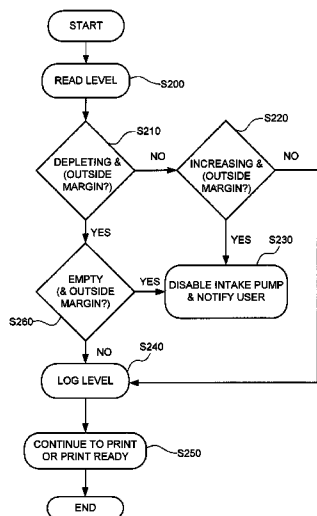 START
READ LEVEL
S200
S210
DEPLETING &
(OUTSIDE
MARGIN?)
NO
S220
INCREASING &
(OUTSIDE
MARGIN?)
NO
YES
YES
S230
DISABLE INTAKE PUMP
& NOTIFY USER
EMPTY
(& OUTSIDE
MARGIN?)
YES
S260
NO
S240
LOG LEVEL
CONTINUE TO PRINT
OR PRINT READY
S250
END